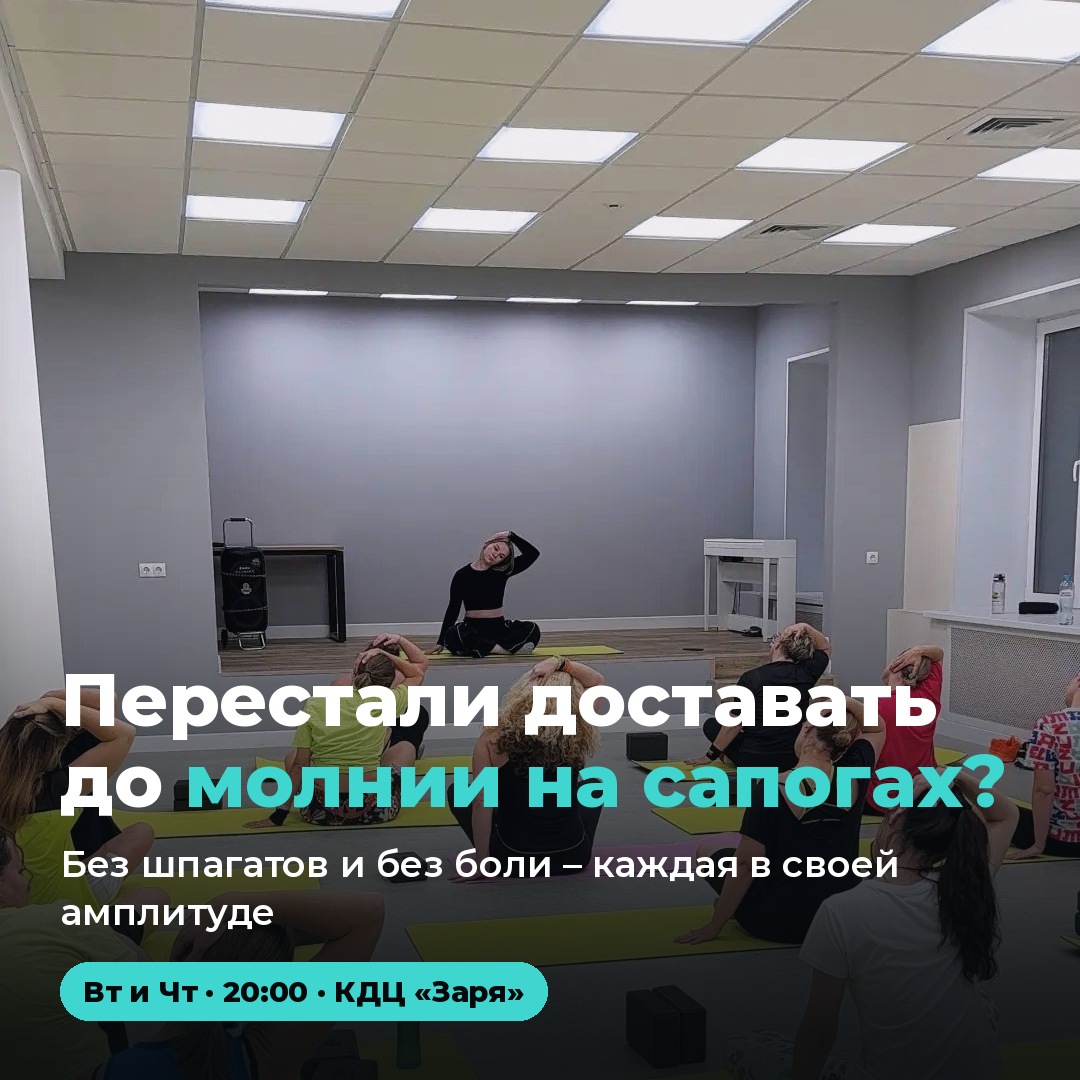 Перестали доставать
до молнии на сапогах?
Без шпагатов и без боли – каждая в своей
амплитуде
Вт и Чт · 20:00 · КДЦ «Заря»